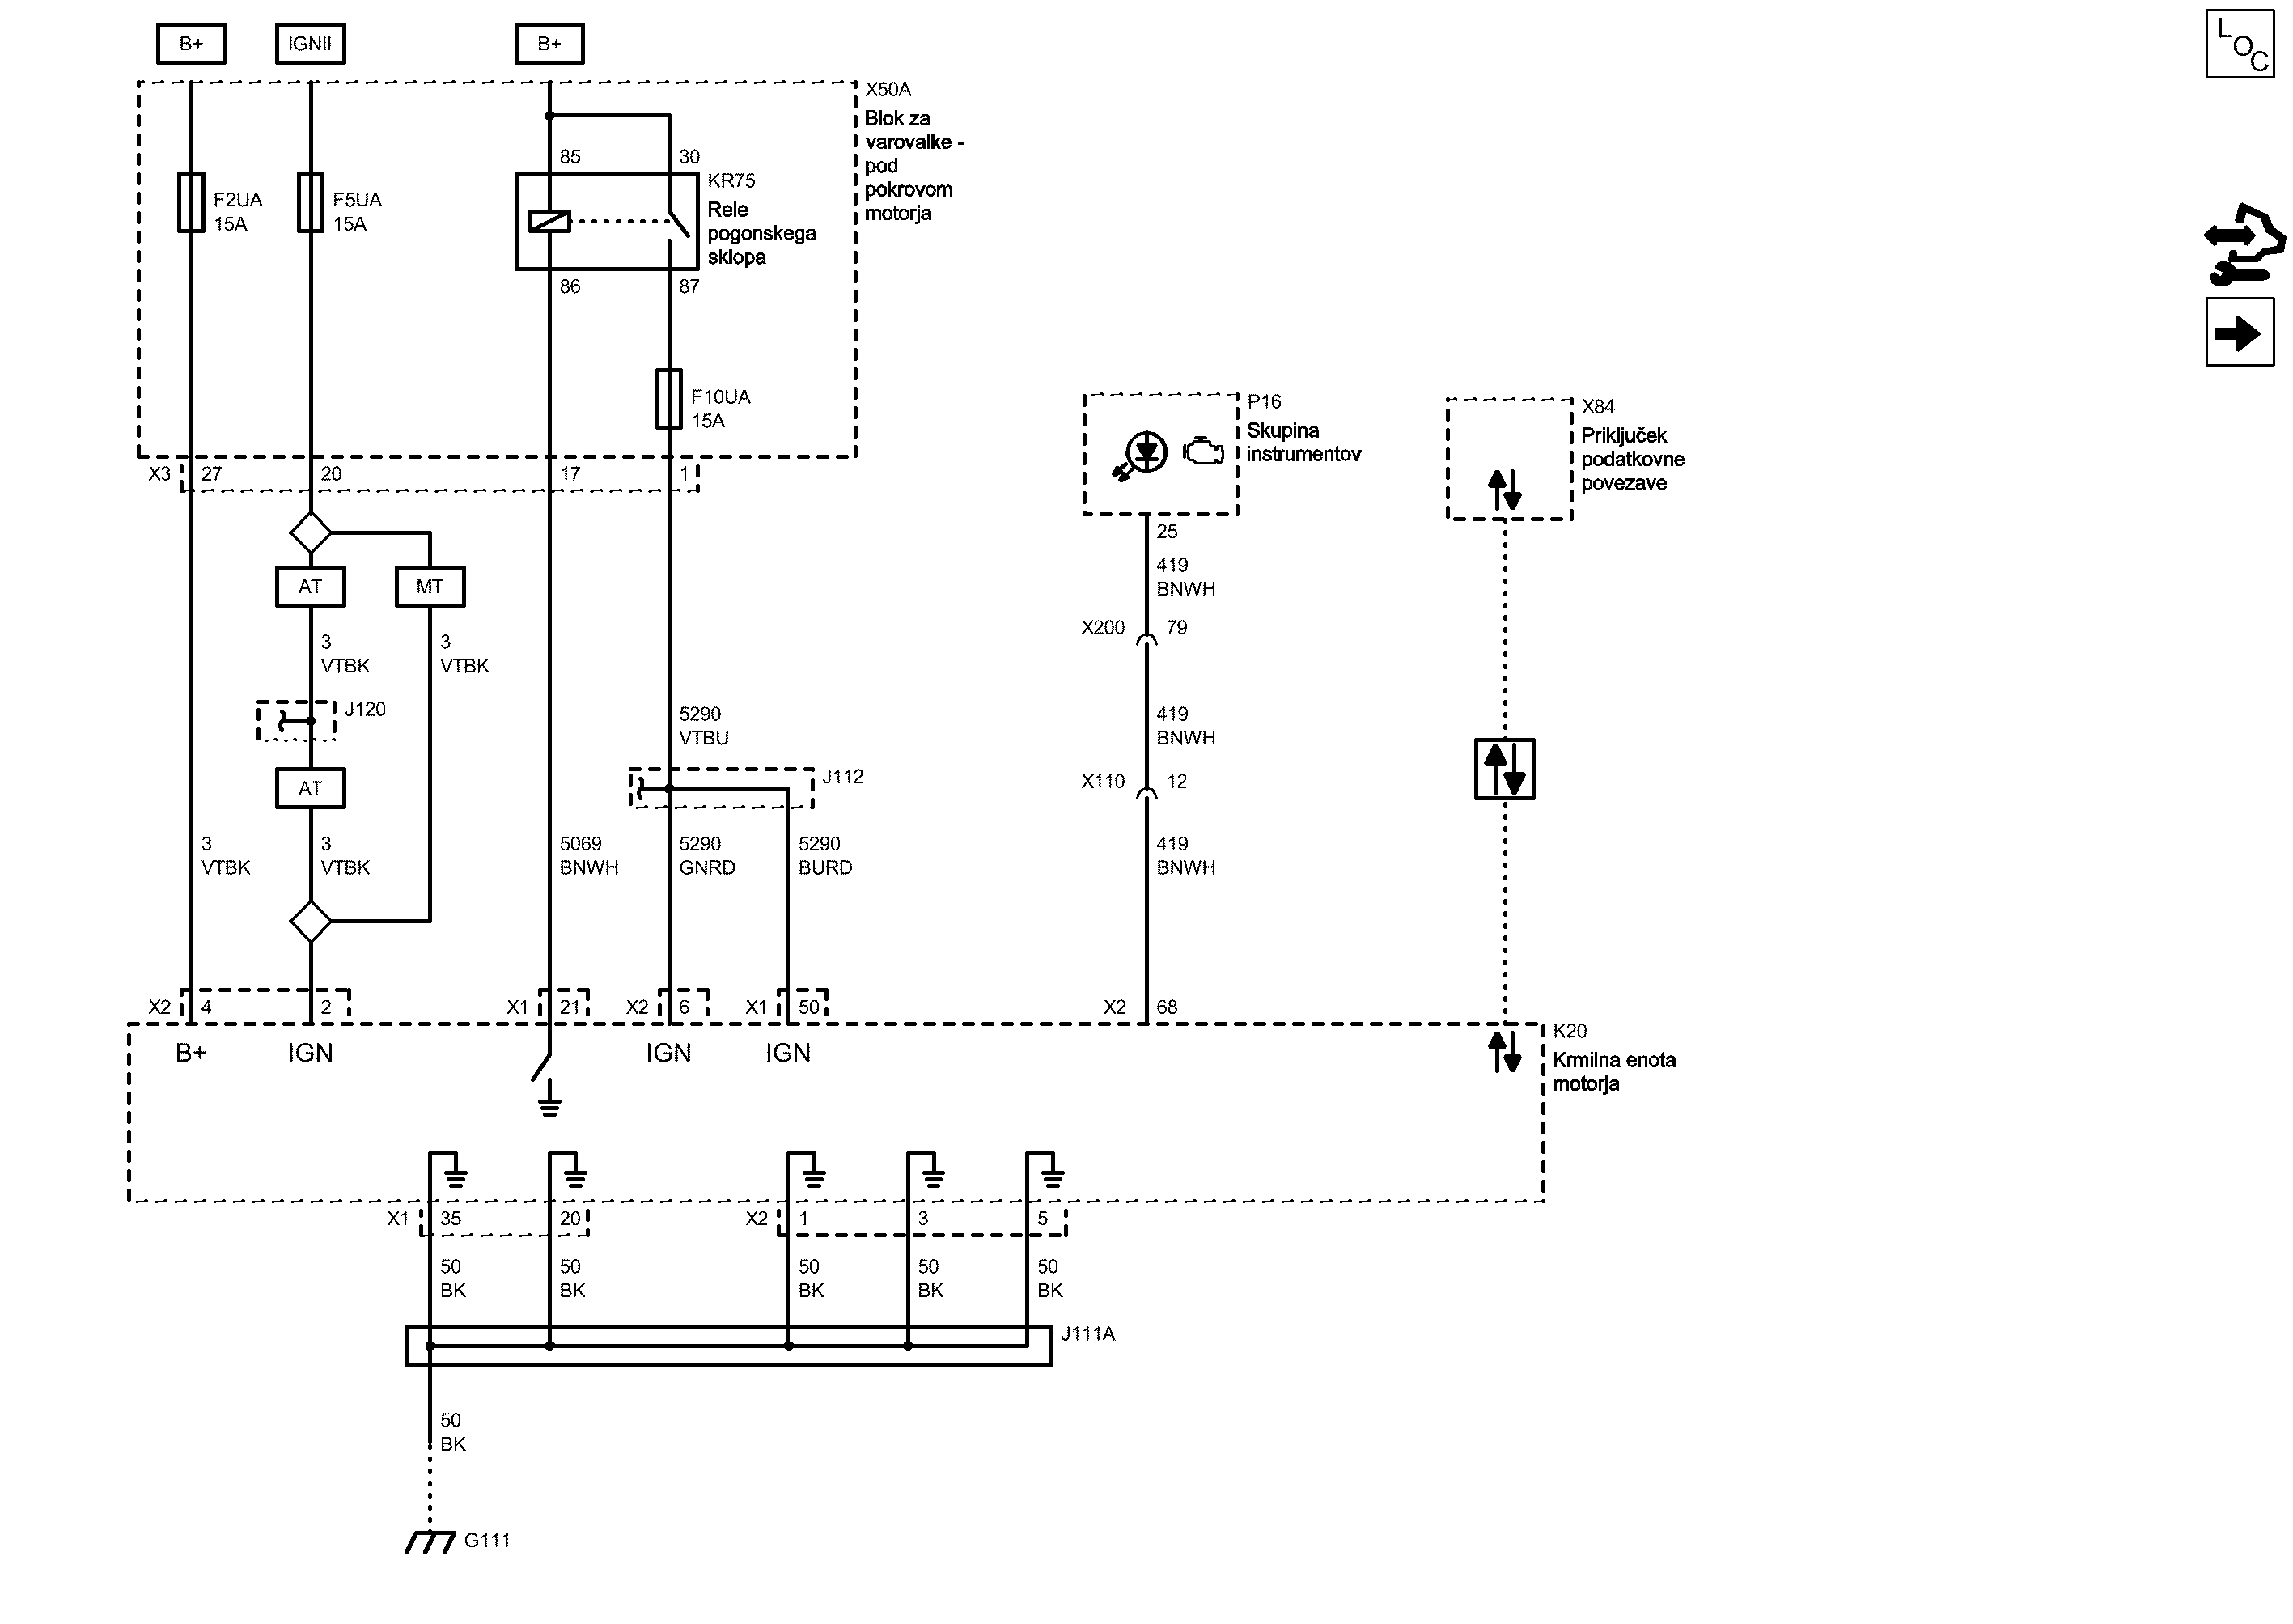 B+
IGNII
B+
LOC
X50A
Blok za
varovalke -
pod
pokrovom
motorja
85
30
KR75
Rele
pogonskega
sklopa
F2UA
15A
F5UA
15A
86
87
F10UA
15A
P16
Skupina
instrumentov
X84
Priključek
podatkovne
povezave
X3
27
20
17
1
25
419
BNWH
AT
MT
X200
79
3
VTBK
3
VTBK
J120
5290
VTBU
419
BNWH
AT
J112
X110
12
3
VTBK
3
VTBK
5069
BNWH
5290
GNRD
5290
BURD
419
BNWH
X2
4
2
X1
21
X2
6
X1
50
X2
68
B+
IGN
IGN
IGN
K20
Krmilna enota
motorja
X1
35
20
X2
1
3
5
50
BK
50
BK
50
BK
50
BK
50
BK
J111A
50
BK
G111